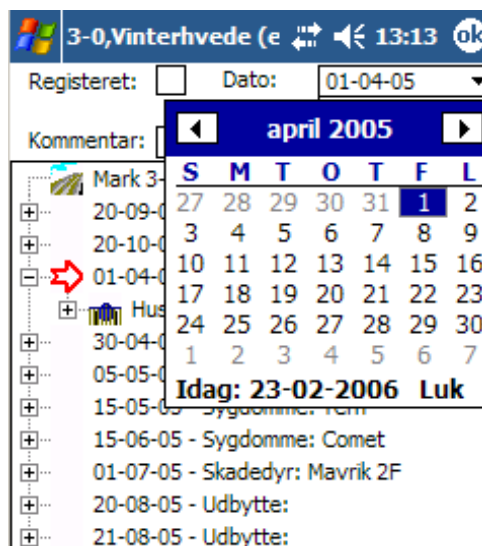 3-0,Vinterhvede (e 13:13 ok
Registeret: Dato: 01-04-05
Kommentar:
april 2005
S M T O T F L
27 28 29 30 31 1 2
3 4 5 6 7 8 9
10 11 12 13 14 15 16
17 18 19 20 21 22 23
24 25 26 27 28 29 30
1 2 3 4 5 6 7
Idag: 23-02-2006 Luk
Mark 3-
20-09-0
20-10-0
01-04-0
Hus
30-04-0
05-05-0
15-05-05 - Sygdomme:
15-06-05 - Sygdomme: Comet
01-07-05 - Skadedyr: Mavrik 2F
20-08-05 - Udbytte:
21-08-05 - Udbytte: